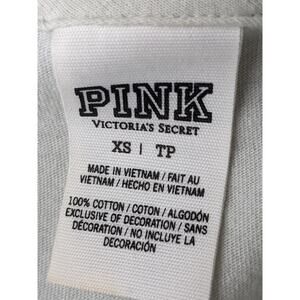 PINK
VICTORIA'S SECRET
XS | TP
MADE IN VIETNAM / FAIT AU
VIETNAM / HECHO EN VIETNAM
100% COTTON / COTON / ALGODÓN
EXCLUSIVE OF DECORATION / SANS
DÉCORATION / NO INCLUYE LA
DECORACIÓN